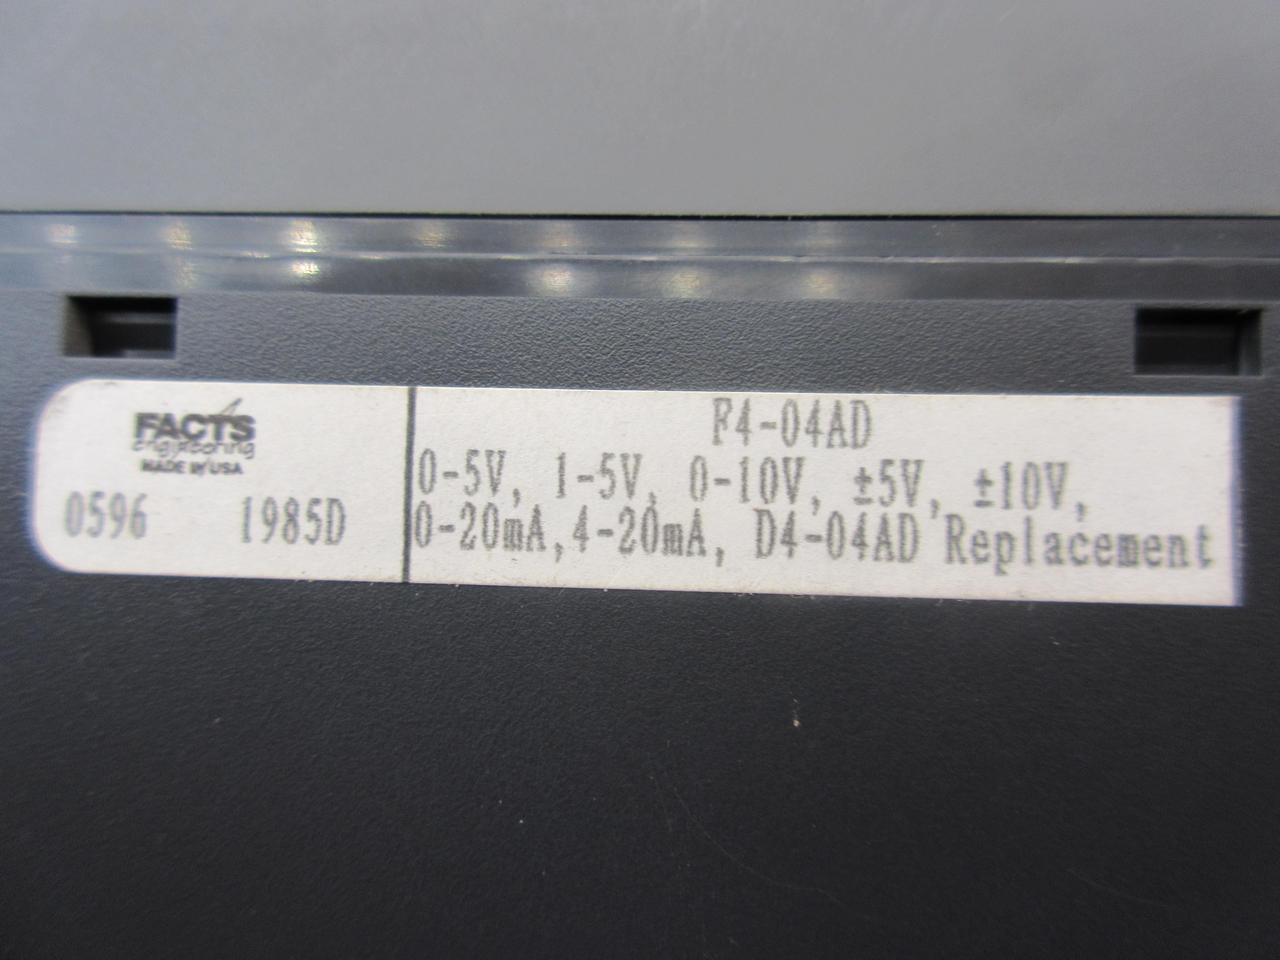 FACTS
Engineering
MADE IN USA
0596 1985D
F4-04AD
0-5V, 1-5V, 0-10V, ±5V, ±10V,
0-20mA,4-20mA, D4-04AD Replacement